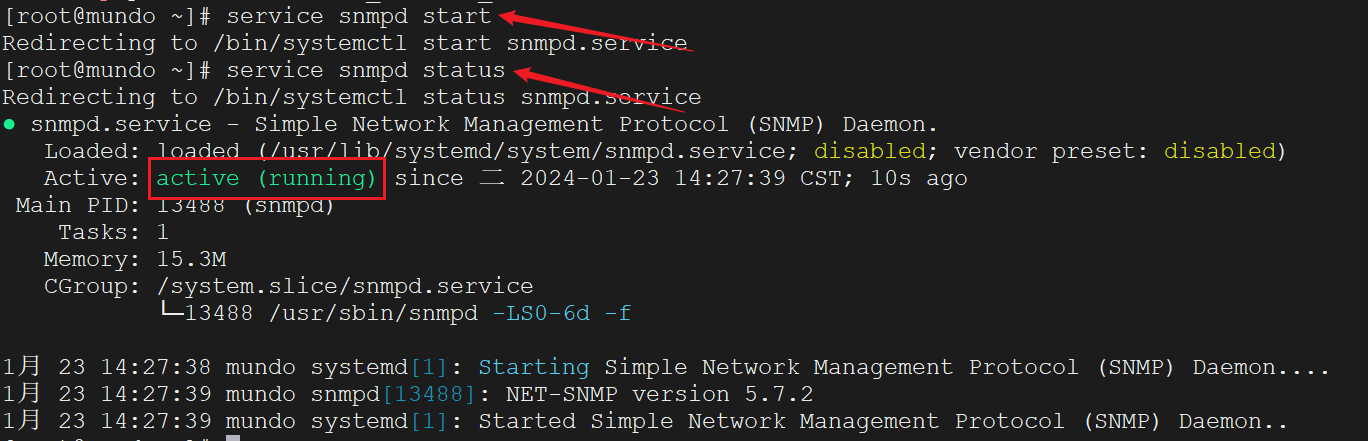 [root@mundo ~]# service snmpd start
Redirecting to /bin/systemctl start snmpd.service
[root@mundo ~]# service snmpd status
Redirecting to /bin/systemctl status snmpd.service
● snmpd.service - Simple Network Management Protocol (SNMP) Daemon.
Loaded: loaded (/usr/lib/systemd/system/snmpd.service; disabled; vendor preset: disabled)
Active: active (running) since 二 2024-01-23 14:27:39 CST; 10s ago
Main PID: 13488 (snmpd)
Tasks: 1
Memory: 15.3M
CGroup: /system.slice/snmpd.service
└─13488 /usr/sbin/snmpd -LS0-6d -f
1月 23 14:27:38 mundo systemd[1]: Starting Simple Network Management Protocol (SNMP) Daemon....
1月 23 14:27:39 mundo snmpd[13488]: NET-SNMP version 5.7.2
1月 23 14:27:39 mundo systemd[1]: Started Simple Network Management Protocol (SNMP) Daemon..